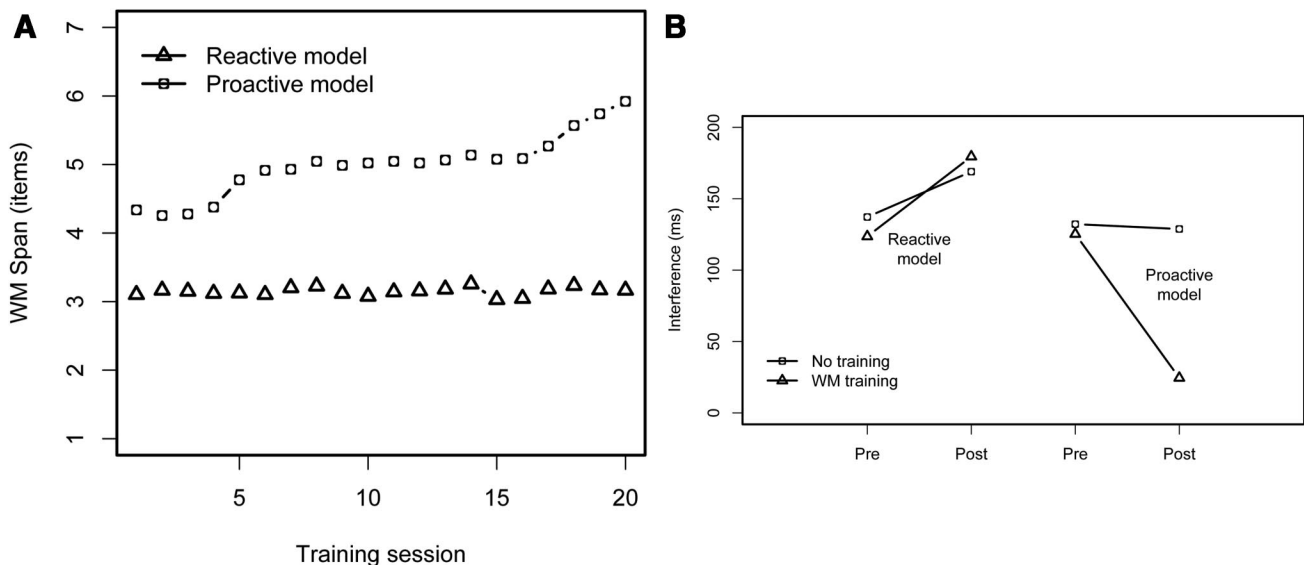 A
7
6
5
4
3
2
1
WM Span (items)
Reactive model
Proactive model
5
10
15
20
Training session
B
200
150
100
50
0
Interference (ms)
Reactive
model
Proactive
model
No training
WM training
Pre
Post
Pre
Post